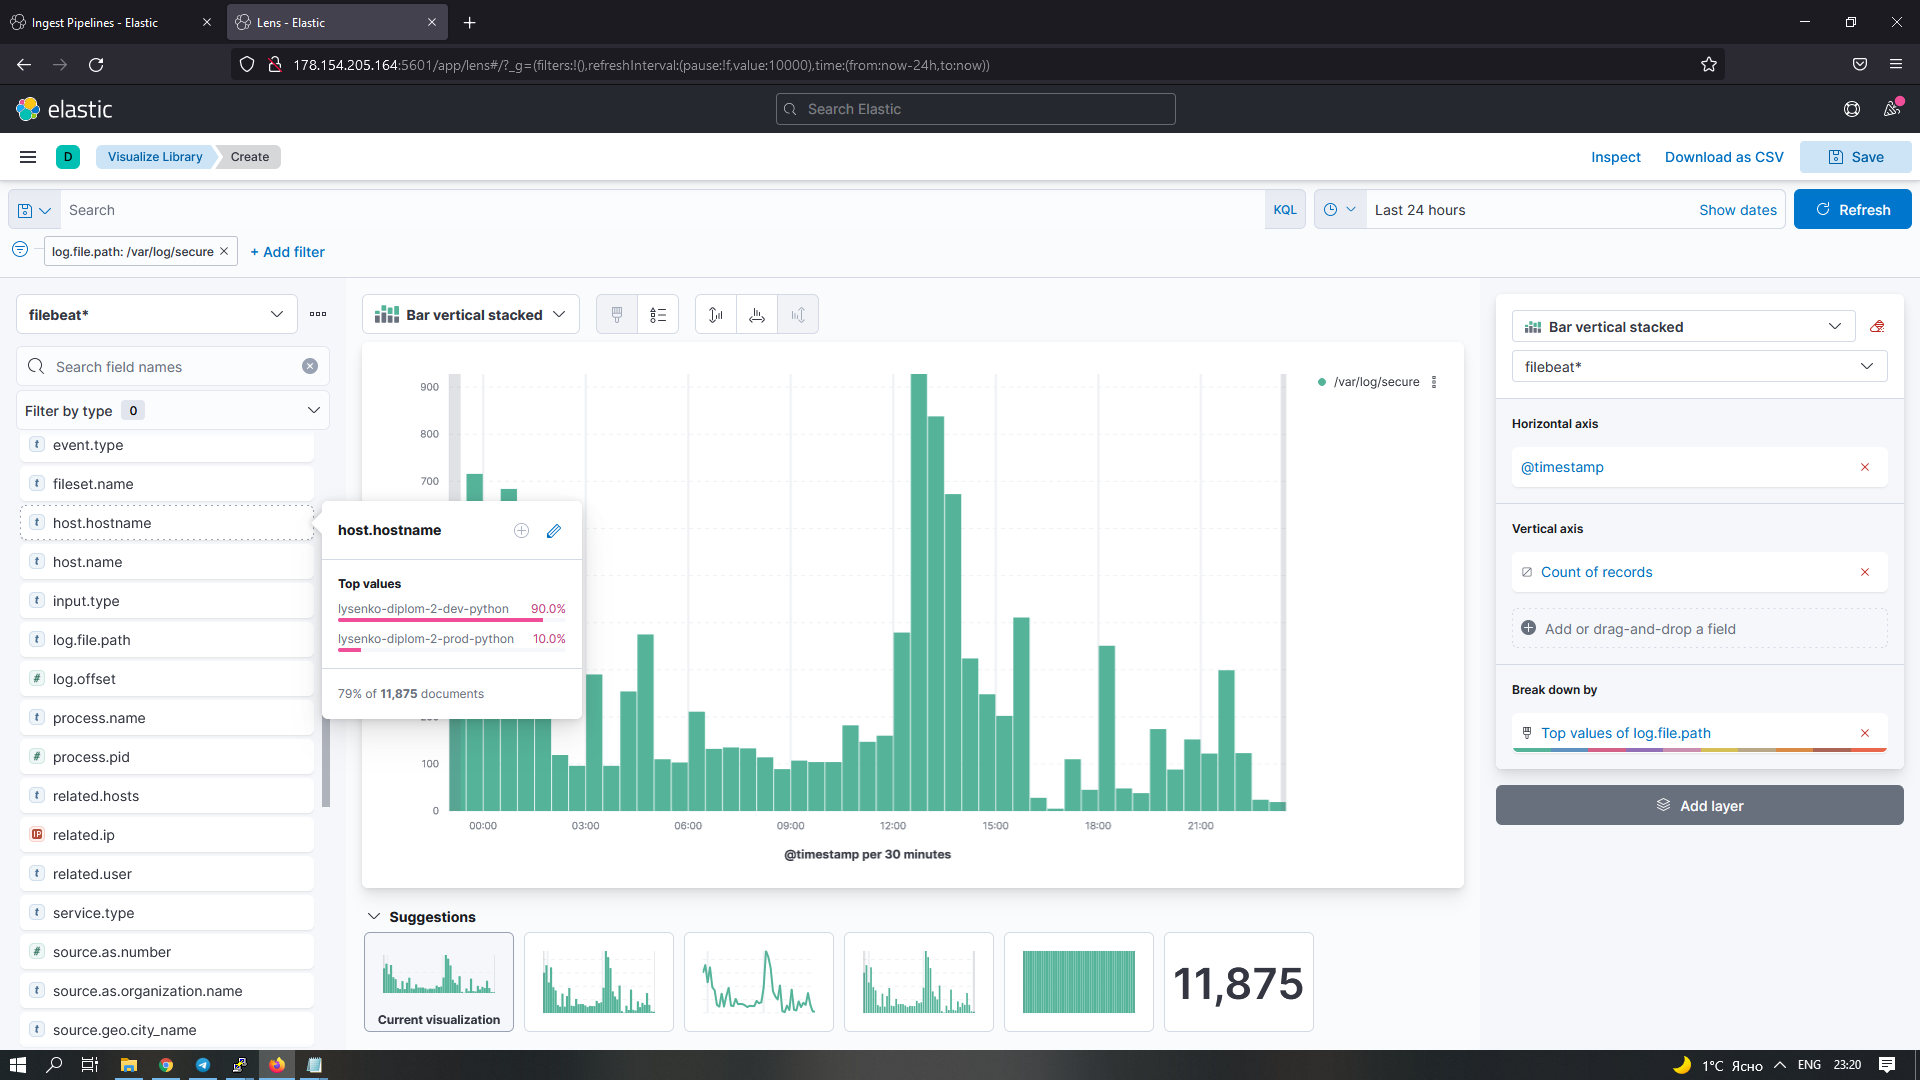 Ingest Pipelines - Elastic
Lens - Elastic
178.154.205.164:5601/app/lens#/?_g=(filters:!(),refreshInterval:(pause:!f,value:10000),time:(from:now-24h,to:now))
elastic
Search Elastic
D
Visualize Library
Create
Inspect
Download as CSV
Save
Search
KQL
Last 24 hours
Show dates
Refresh
log.file.path: /var/log/secure
+ Add filter
filebeat*
Search field names
Filter by type 0
event.type
fileset.name
host.hostname
host.name
input.type
log.file.path
log.offset
process.name
process.pid
related.hosts
related.ip
related.user
service.type
source.as.number
source.as.organization.name
source.geo.city_name
host.hostname
Top values
lysenko-diplom-2-dev-python 90.0%
lysenko-diplom-2-prod-python 10.0%
79% of 11,875 documents
Bar vertical stacked
900
800
700
100
0
00:00
03:00
06:00
09:00
12:00
15:00
18:00
21:00
@timestamp per 30 minutes
/var/log/secure
Suggestions
Current visualization
11,875
Bar vertical stacked
filebeat*
Horizontal axis
@timestamp
Vertical axis
Count of records
Add or drag-and-drop a field
Break down by
Top values of log.file.path
Add layer
1°C Ясно
ENG
23:20